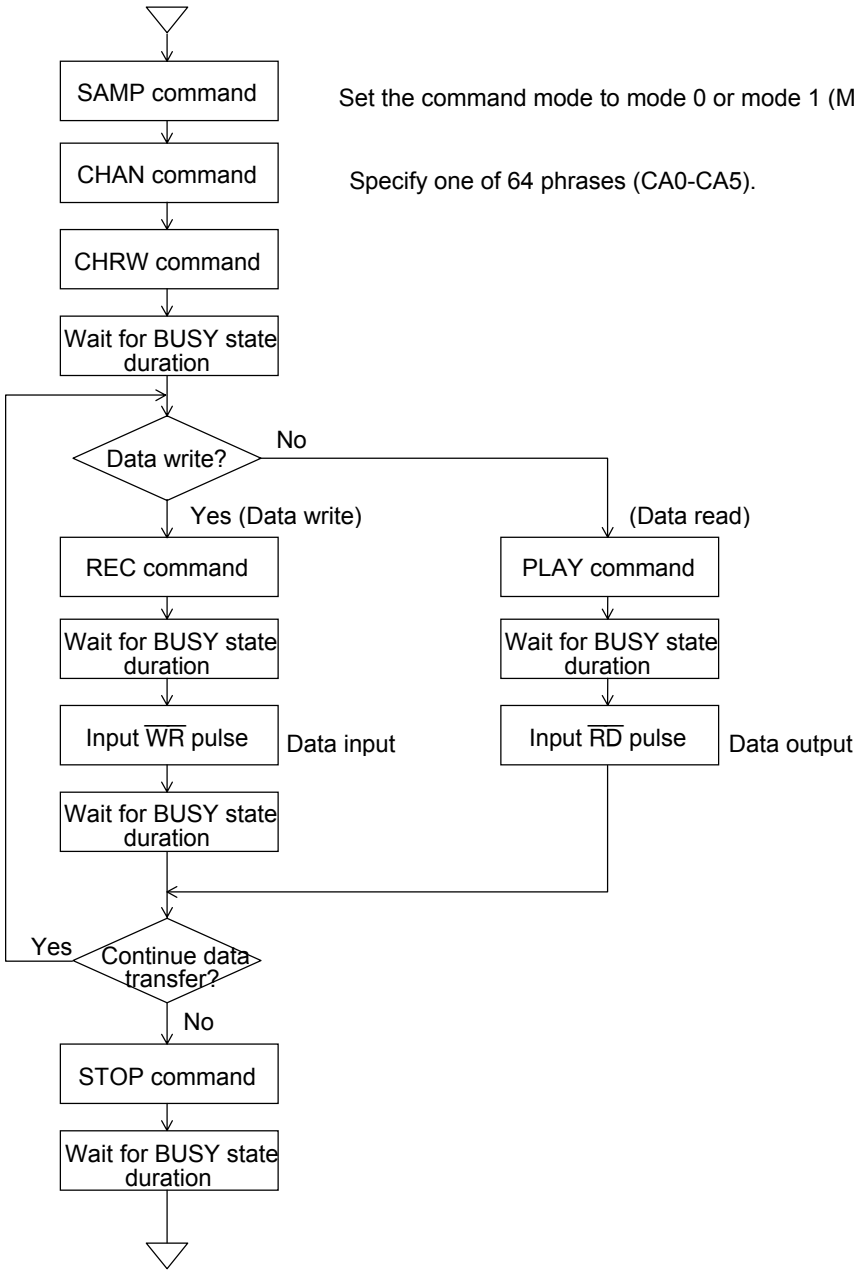 SAMP command
Set the command mode to mode 0 or mode 1 (M
CHAN command
Specify one of 64 phrases (CA0-CA5).
CHRW command
Wait for BUSY state
duration
Data write?
No
Yes (Data write)
(Data read)
REC command
PLAY command
Wait for BUSY state
duration
Wait for BUSY state
duration
Input W̅R̅ pulse
Data input
Input R̅D̅ pulse
Data output
Wait for BUSY state
duration
Yes
Continue data
transfer?
No
STOP command
Wait for BUSY state
duration